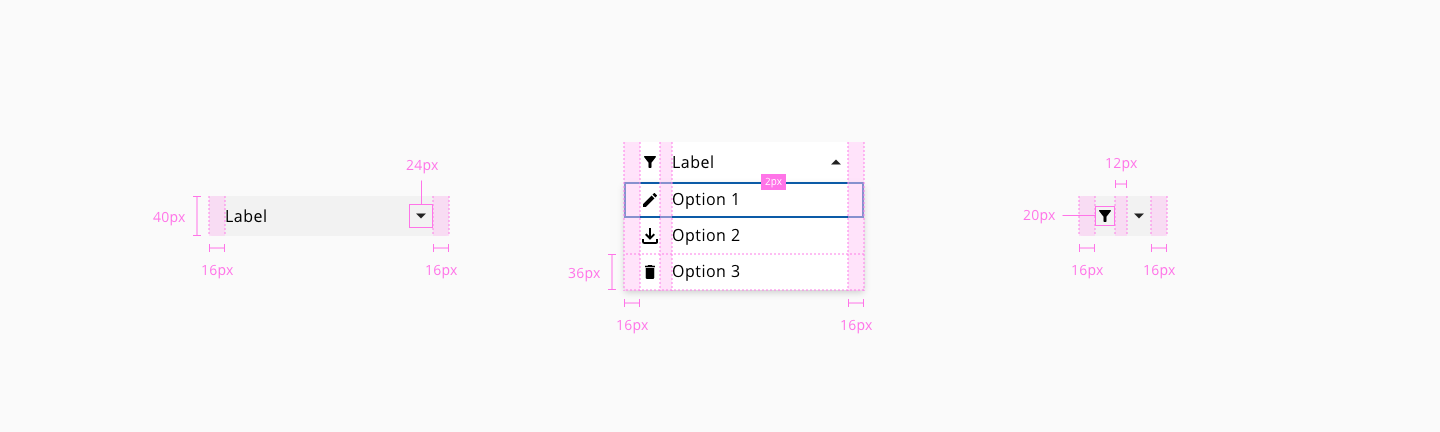 24px
40px
Label
16px
16px
Label
2px
Option 1
Option 2
36px
Option 3
16px
16px
12px
20px
16px
16px